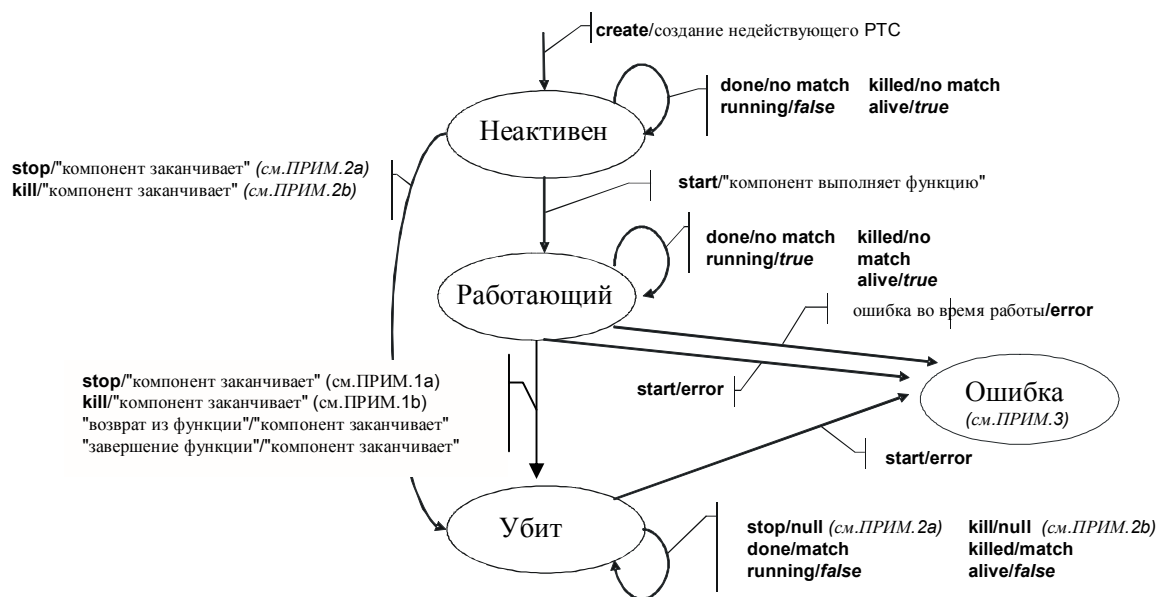 create/создание недействующего PTC
done/no match killed/no match
running/false alive/true
Неактивен
stop/"компонент заканчивает" (см.ПРИМ.2a)
kill/"компонент заканчивает" (см.ПРИМ.2b)
start/"компонент выполняет функцию"
done/no match killed/no
running/true match
alive/true
Работающий
ошибка во время работы/error
stop/"компонент заканчивает" (см.ПРИМ.1a)
kill/"компонент заканчивает" (см.ПРИМ.1b)
"возврат из функции"/"компонент заканчивает"
"завершение функции"/"компонент заканчивает"
start/error
Ошибка
(см.ПРИМ.3)
start/error
Убит
stop/null (см.ПРИМ.2a) kill/null (см.ПРИМ.2b)
done/match killed/match
running/false alive/false